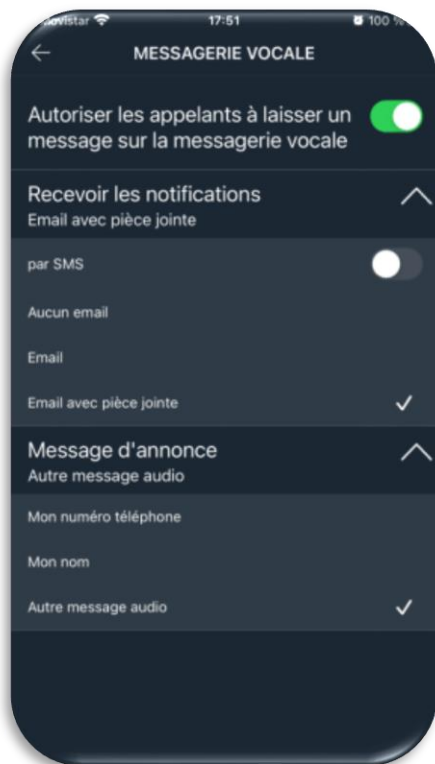 17:51
100 %
MESSAGERIE VOCALE
Autoriser les appelants à laisser un
message sur la messagerie vocale
Recevoir les notifications
Email avec pièce jointe
par SMS
Aucun email
Email
Email avec pièce jointe
Message d'annonce
Autre message audio
Mon numéro téléphone
Mon nom
Autre message audio